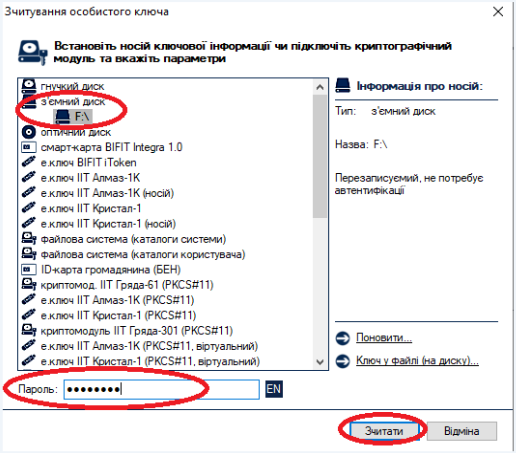 Зчитування особистого ключа
Встановіть носій ключової інформації чи підключіть криптографічний
модуль та вкажіть параметри
гнучкий диск
з'ємний диск
F:\
оптичний диск
смарт-карта BIFIT Integra 1.0
е.ключ BIFIT iToken
е.ключ ІІТ Алмаз-1К
е.ключ ІІТ Алмаз-1К (носій)
е.ключ ІІТ Кристал-1
е.ключ ІІТ Кристал-1 (носій)
файлова система (каталоги системи)
файлова система (каталоги користувача)
ID-карта громадянина (БЕН)
криптомод. ІІТ Гряда-61 (PKCS#11)
е.ключ ІІТ Алмаз-1К (PKCS#11)
е.ключ ІІТ Кристал-1 (PKCS#11)
криптомодуль ІІТ Гряда-301 (PKCS#11)
е.ключ ІІТ Алмаз-1К (PKCS#11, віртуальний)
е.ключ ІІТ Кристал-1 (PKCS#11, віртуальний)
Інформація про носій:
Тип: з'ємний диск
Назва: F:\
Перезаписуємий, не потребує
автентифікації
Поновити...
Ключ у файлі (на диску)...
Пароль: ●●●●●●●● EN
Зчитати Відміна